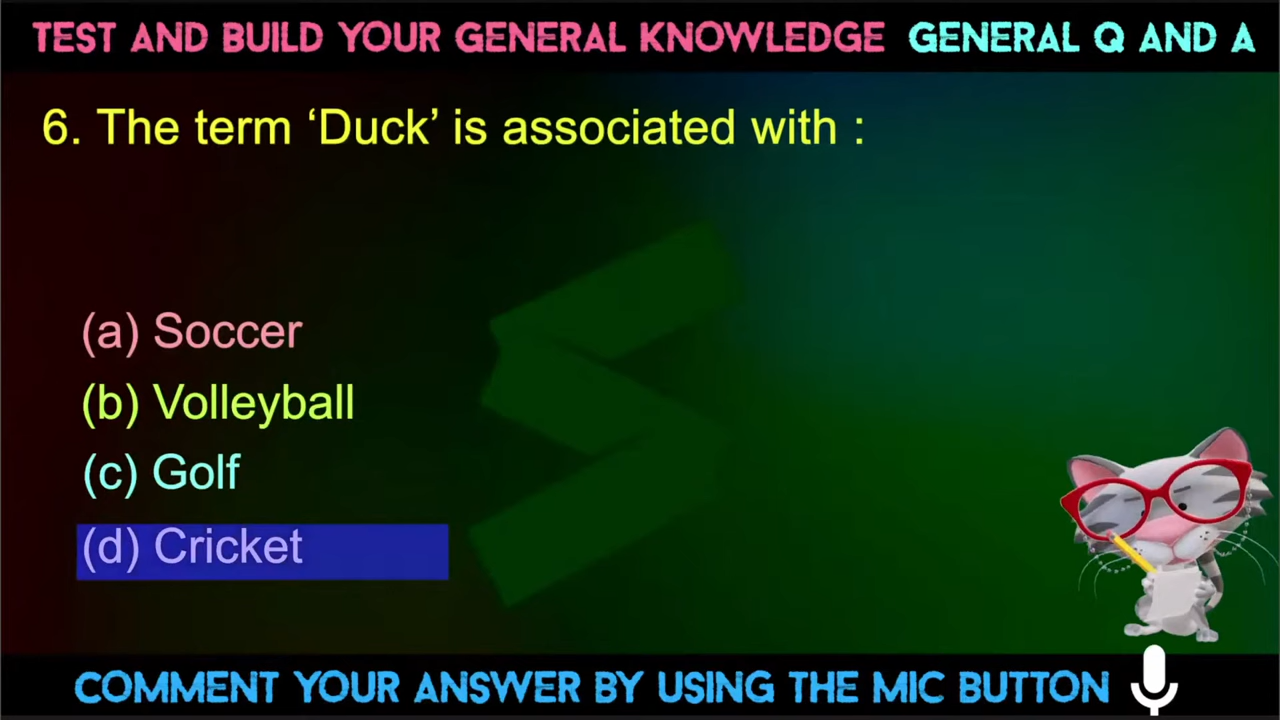 TEST AND BUILD YOUR GENERAL KNOWLEDGE GENERAL Q AND A
6. The term ‘Duck’ is associated with :
(a) Soccer
(b) Volleyball
(c) Golf
(d) Cricket
COMMENT YOUR ANSWER BY USING THE MIC BUTTON